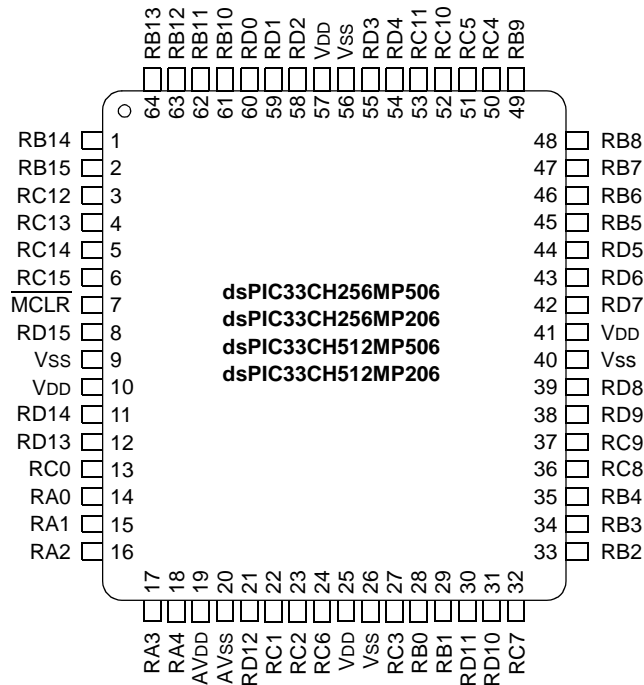 RB13 RB12 RB11 RB10 RD0 RD1 RD2 VDD VSS RD3 RD4 RC11 RC10 RC5 RC4 RB9
64 63 62 61 60 59 58 57 56 55 54 53 52 51 50 49
RB14 1 48 RB8
RB15 2 47 RB7
RC12 3 46 RB6
RC13 4 45 RB5
RC14 5 44 RD5
RC15 6 43 RD6
MCLR 7 42 RD7
RD15 8 41 VDD
VSS 9 40 VSS
VDD 10 39 RD8
RD14 11 38 RD9
RD13 12 37 RC9
RC0 13 36 RC8
RA0 14 35 RB4
RA1 15 34 RB3
RA2 16 33 RB2
dsPIC33CH256MP506
dsPIC33CH256MP206
dsPIC33CH512MP506
dsPIC33CH512MP206
17 18 19 20 21 22 23 24 25 26 27 28 29 30 31 32
RA3 RA4 AVDD AVSS RD12 RC1 RC2 RC6 VDD VSS RC3 RB0 RB1 RD11 RD10 RC7